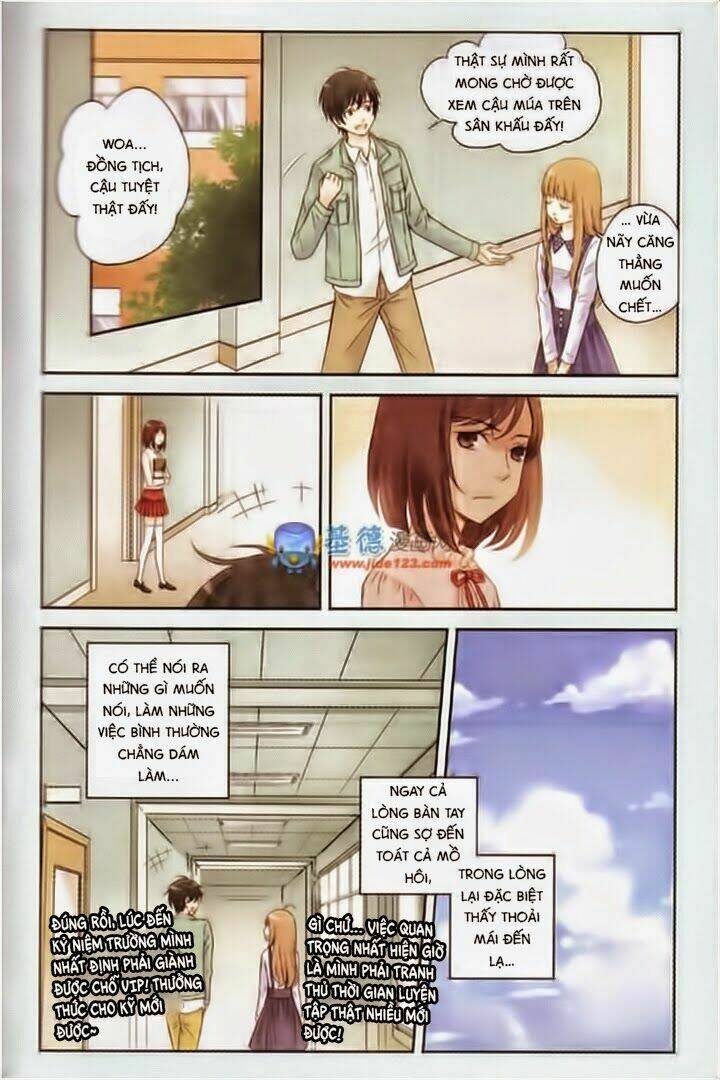 WOA...
ĐỒNG TỊCH,
CẬU TUYỆT
THẬT ĐẤY!
THẬT SỰ MÌNH RẤT
MONG CHỜ ĐƯỢC
XEM CẬU MÚA TRÊN
SÂN KHẤU ĐẤY!
... VỪA
NÃY CĂNG
THẲNG
MUỐN
CHẾT...
基德漫画网
www.jide123.com
CÓ THỂ NÓI RA
NHỮNG GÌ MUỐN
NÓI, LÀM NHỮNG
VIỆC BÌNH THƯỜNG
CHẲNG DÁM
LÀM...
NGAY CẢ
LÒNG BÀN TAY
CŨNG SỢ ĐẾN
TOÁT CẢ MỒ
HÔI,
TRONG LÒNG
LẠI ĐẶC BIỆT
THẤY THOẢI
MÁI ĐẾN
LẠ...
ĐÚNG RỒI, LÚC ĐẾN
KỶ NIỆM TRƯỜNG MÌNH
NHẤT ĐỊNH PHẢI GIÀNH
ĐƯỢC CHỖ VIP! THƯỞNG
THỨC CHO KỸ MỚI
ĐƯỢC~
GÌ CHỨ... VIỆC QUAN
TRỌNG NHẤT HIỆN GIỜ
LÀ MÌNH PHẢI TRANH
THỦ THỜI GIAN LUYỆN
TẬP THẬT NHIỀU MỚI
ĐƯỢC!